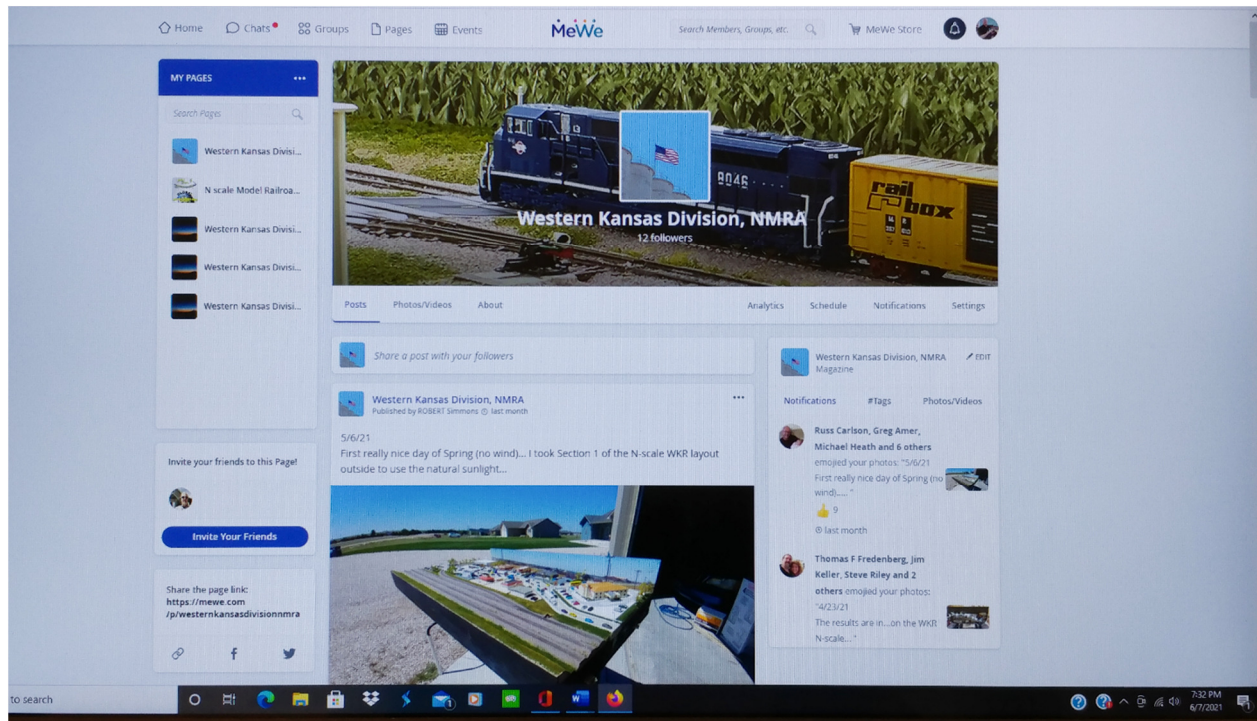 Home
Chats
Groups
Pages
Events
MeWe
Search Members, Groups, etc.
MeWe Store
MY PAGES
Search Pages
Western Kansas Divisi...
N scale Model Railroa...
Western Kansas Divisi...
Western Kansas Divisi...
Western Kansas Divisi...
8046
rail
box
Western Kansas Division, NMRA
12 followers
Posts
Photos/Videos
About
Analytics
Schedule
Notifications
Settings
Share a post with your followers
Western Kansas Division, NMRA
Published by ROBERT Simmons last month
5/6/21
First really nice day of Spring (no wind)... I took Section 1 of the N-scale WKR layout
outside to use the natural sunlight...
Western Kansas Division, NMRA
EDIT
Magazine
Notifications
#Tags
Photos/Videos
Russ Carlson, Greg Amer,
Michael Heath and 6 others
emojied your photos: "5/6/21
First really nice day of Spring (no
wind)..... "
9
last month
Thomas F Fredenberg, Jim
Keller, Steve Riley and 2
others emojied your photos:
"4/23/21
The results are in...on the WKR
N-scale... "
Invite your friends to this Page!
Invite Your Friends
Share the page link:
https://mewe.com
/p/westernkansasdivisionnmra
to search
7:32 PM
6/7/2021